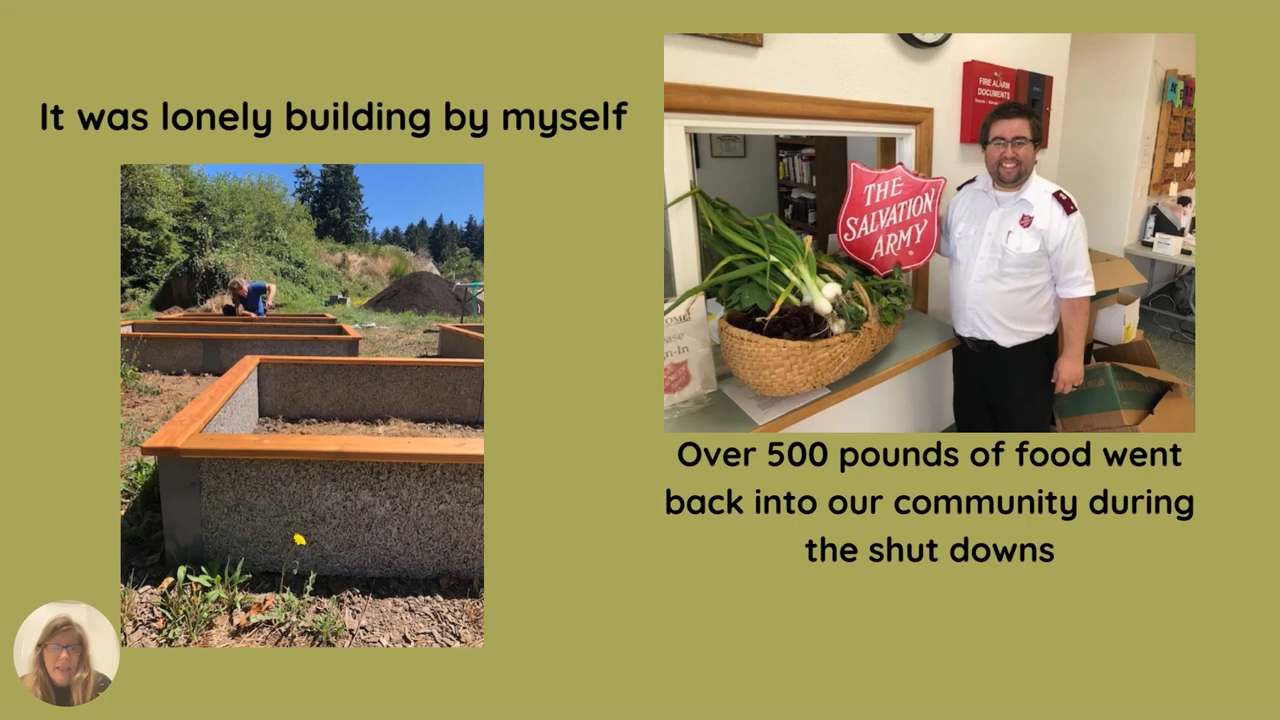 It was lonely building by myself
FIRE ALARM
DOCUMENTS
THE
SALVATION
ARMY
Over 500 pounds of food went
back into our community during
the shut downs